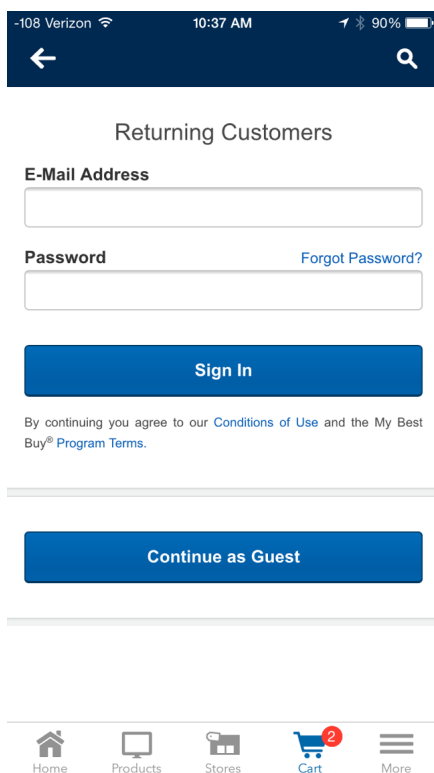 -108 Verizon 10:37 AM 90%
Returning Customers
E-Mail Address
Password Forgot Password?
Sign In
By continuing you agree to our Conditions of Use and the My Best
Buy® Program Terms.
Continue as Guest
2
Home Products Stores Cart More